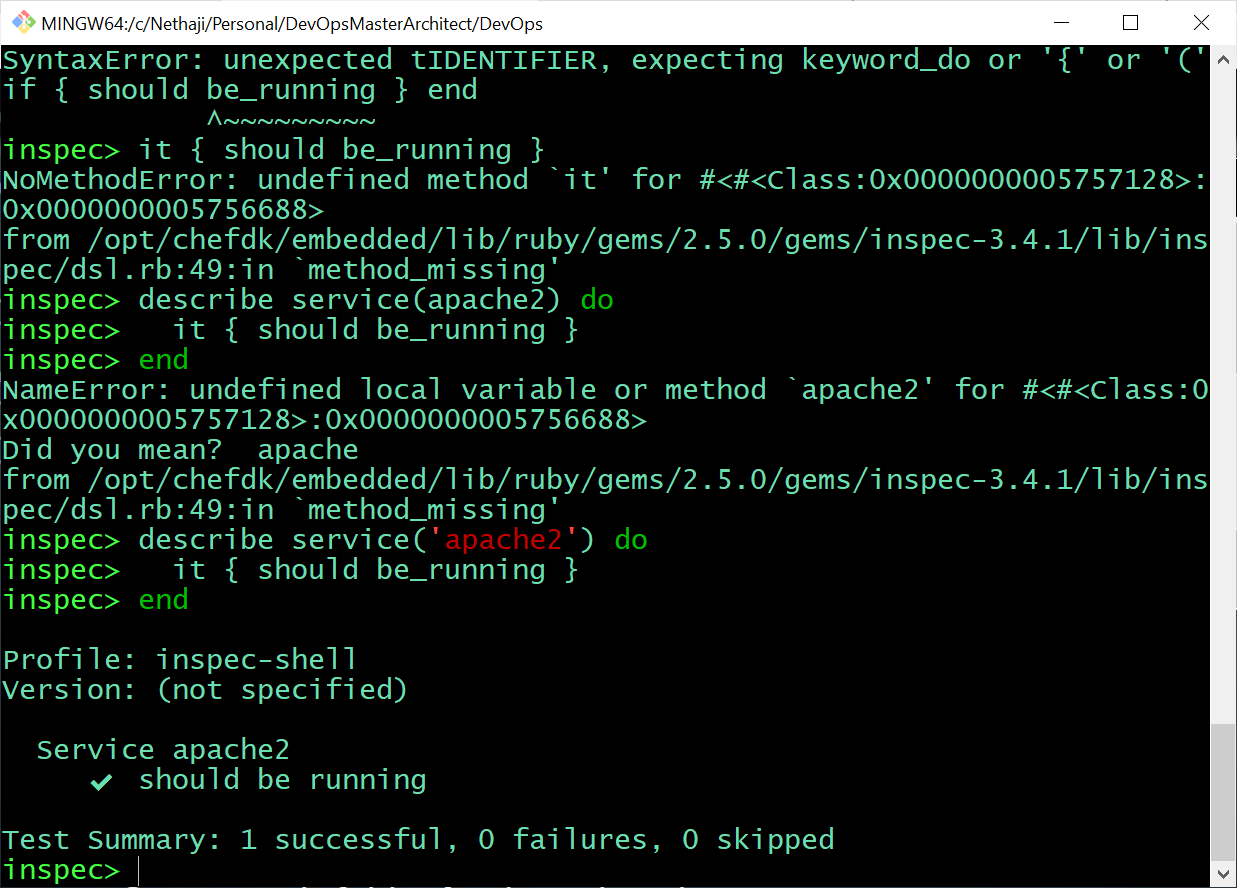 MINGW64:/c/Nethaji/Personal/DevOpsMasterArchitect/DevOps
SyntaxError: unexpected tIDENTIFIER, expecting keyword_do or '{' or '('
if { should be_running } end
            ^~~~~~~~~~
inspec> it { should be_running }
NoMethodError: undefined method `it' for #<#<Class:0x0000000005757128>:
0x0000000005756688>
from /opt/chefdk/embedded/lib/ruby/gems/2.5.0/gems/inspec-3.4.1/lib/ins
pec/dsl.rb:49:in `method_missing'
inspec> describe service(apache2) do
inspec>   it { should be_running }
inspec> end
NameError: undefined local variable or method `apache2' for #<#<Class:0
x0000000005757128>:0x0000000005756688>
Did you mean?  apache
from /opt/chefdk/embedded/lib/ruby/gems/2.5.0/gems/inspec-3.4.1/lib/ins
pec/dsl.rb:49:in `method_missing'
inspec> describe service('apache2') do
inspec>   it { should be_running }
inspec> end
Profile: inspec-shell
Version: (not specified)
  Service apache2
     ✔ should be running
Test Summary: 1 successful, 0 failures, 0 skipped
inspec>